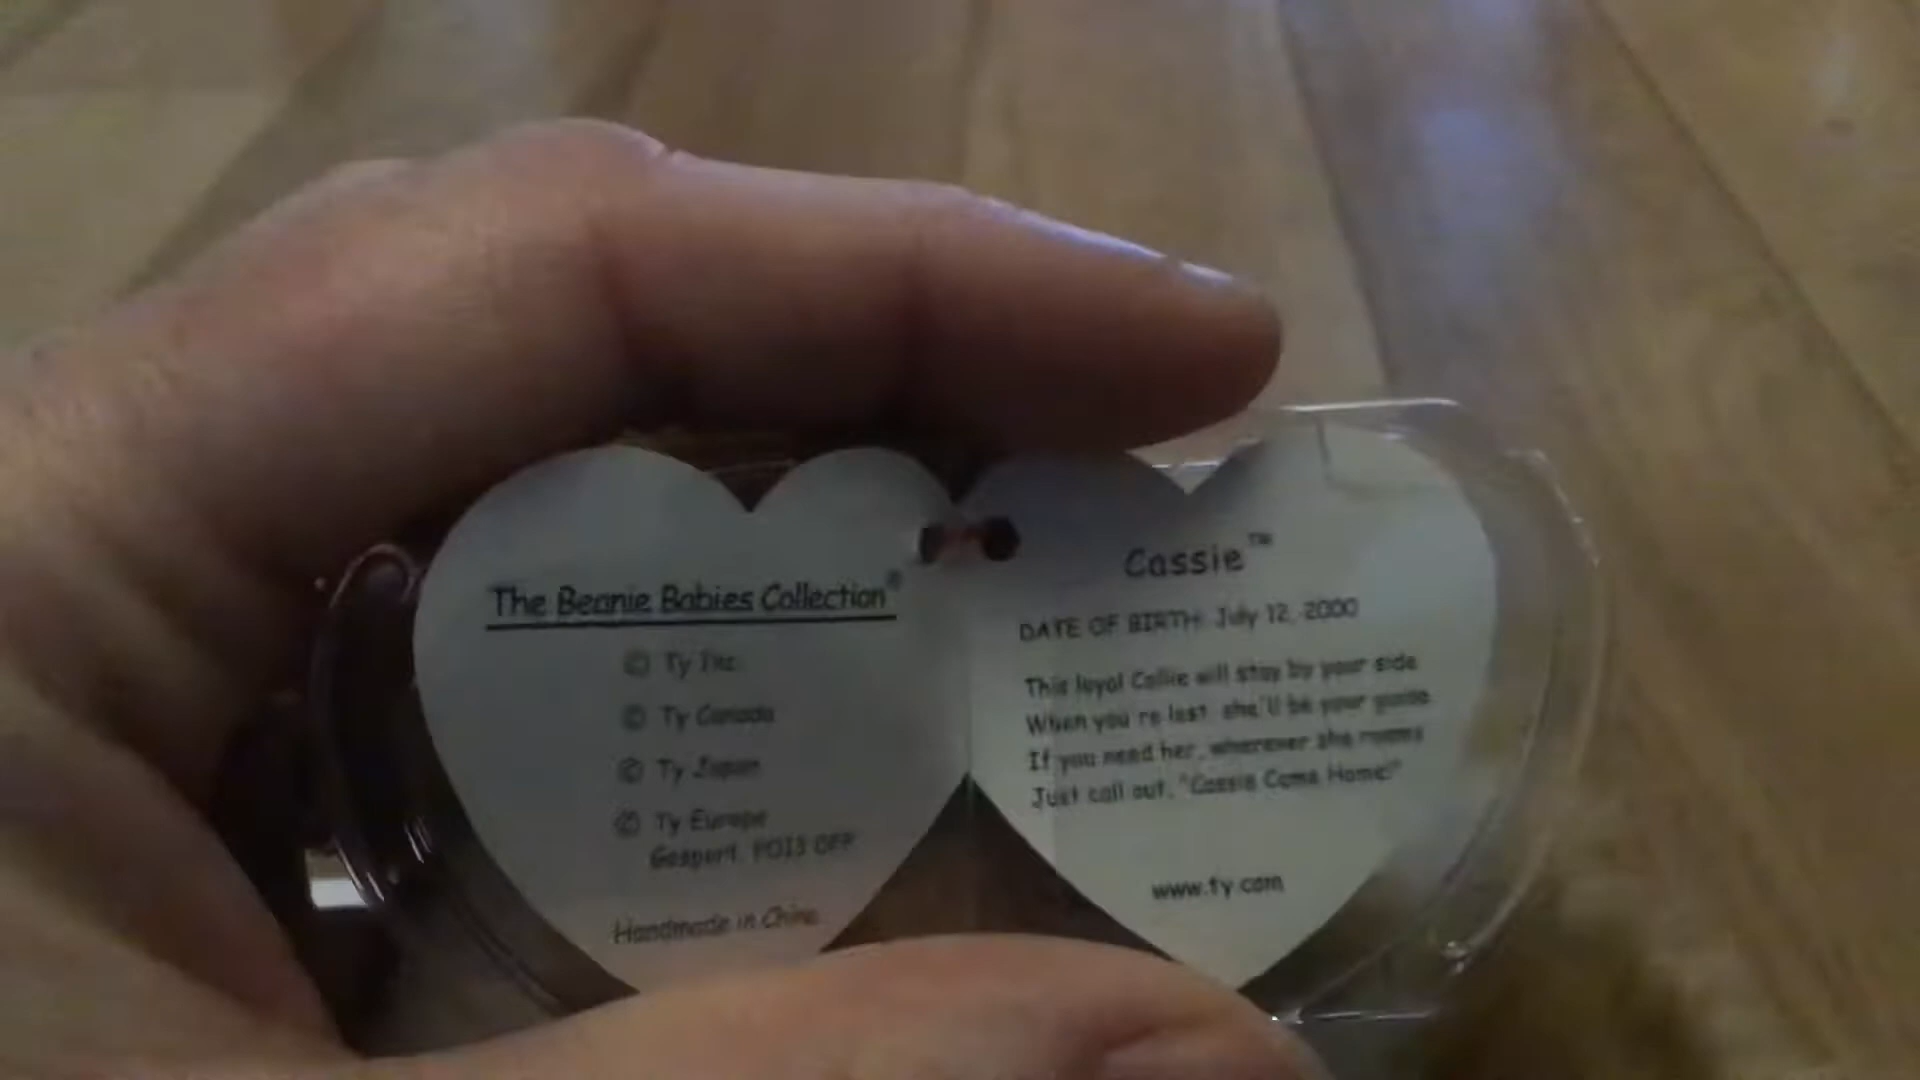 The Beanie Babies Collection®
© Ty Inc.
© Ty Canada
© Ty Japan
© Ty Europe
Gosport, PO13 0FP
Handmade in China
Cassie™
DATE OF BIRTH: July 12, 2000
This loyal Collie will stay by your side
When you're lost, she'll be your guide
If you need her, wherever she roams
Just call out, "Cassie Come Home!"
www.ty.com